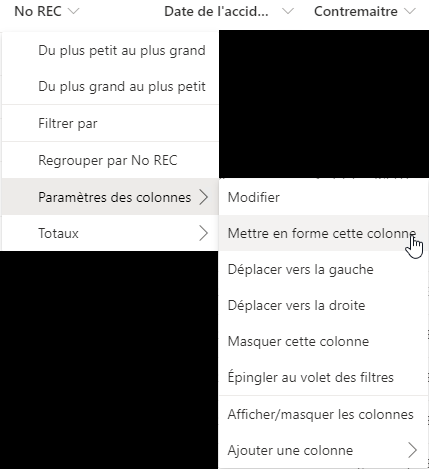 No REC Date de l'accid... Contremaitre
Du plus petit au plus grand
Du plus grand au plus petit
Filtrer par
Regrouper par No REC
Paramètres des colonnes
Totaux
Modifier
Mettre en forme cette colonne
Déplacer vers la gauche
Déplacer vers la droite
Masquer cette colonne
Épingler au volet des filtres
Afficher/masquer les colonnes
Ajouter une colonne